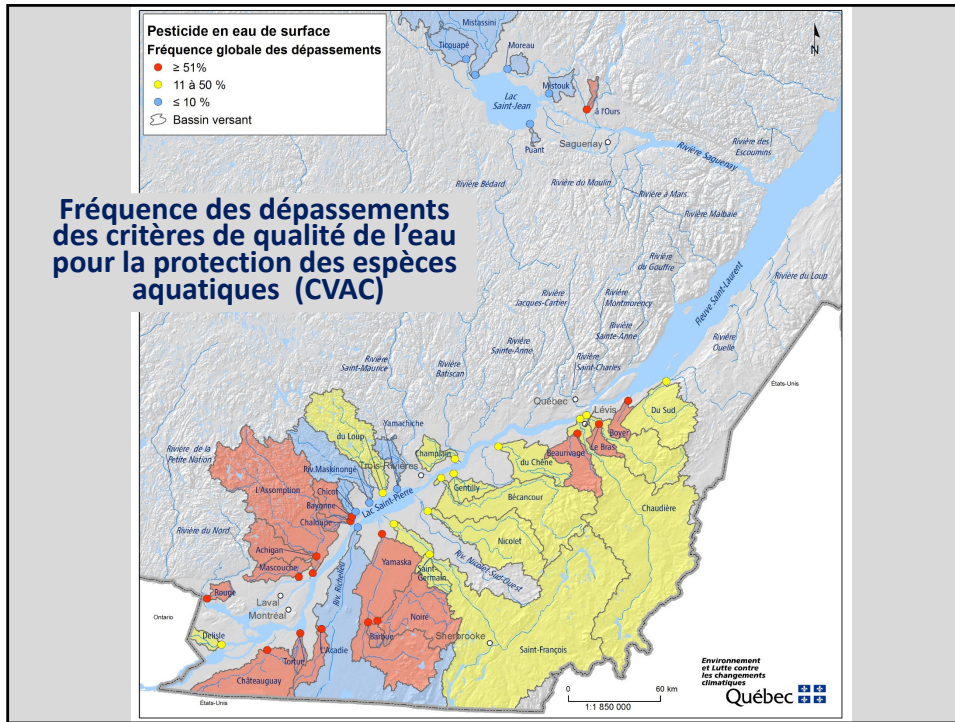 Pesticide en eau de surface
Fréquence globale des dépassements
≥ 51%
11 à 50 %
≤ 10 %
Bassin versant
Fréquence des dépassements
des critères de qualité de l'eau
pour la protection des espèces
aquatiques (CVAC)
N
Mistassini
Ticouapé
Moreau
Mistouk
Lac
Saint-Jean
à l'Ours
Puant
Saguenay
Rivière Saguenay
Rivière des
Escoumins
Rivière Bédard
Rivière du Moulin
Rivière à Mars
Rivière Malbaie
Rivière
du Gouffre
Rivière du Loup
Fleuve Saint-Laurent
Rivière
Jacques-Cartier
Rivière
Montmorency
Rivière
Sainte-Anne
Rivière
Ouelle
Rivière
Sainte-Anne
Rivière
Saint-Maurice
Rivière
Batiscan
Rivière
Saint-Charles
États-Unis
Québec
Lévis
Du Sud
Boyer
Le Bras
Beaurivage
Yamachiche
du Loup
Champlain
Trois-Rivières
du Chêne
Rivière de la
Petite Nation
Riv. Maskinongé
L'Assomption
Chicot
Bayonne
Chaloupe
Lac Saint-Pierre
Gentilly
Bécancour
Chaudière
Nicolet
Rivière du Nord
Riv. Nicolet Sud-Ouest
Achigan
Mascouche
Yamaska
Saint-
Germain
Riv. Richelieu
Rouge
Laval
Montréal
Ontario
Noire
Barbue
Delisle
Sherbrooke
Saint-François
L'Acadie
Tortue
Châteauguay
États-Unis
0 60 km
1:1 850 000
Environnement
et Lutte contre
les changements
climatiques
Québec